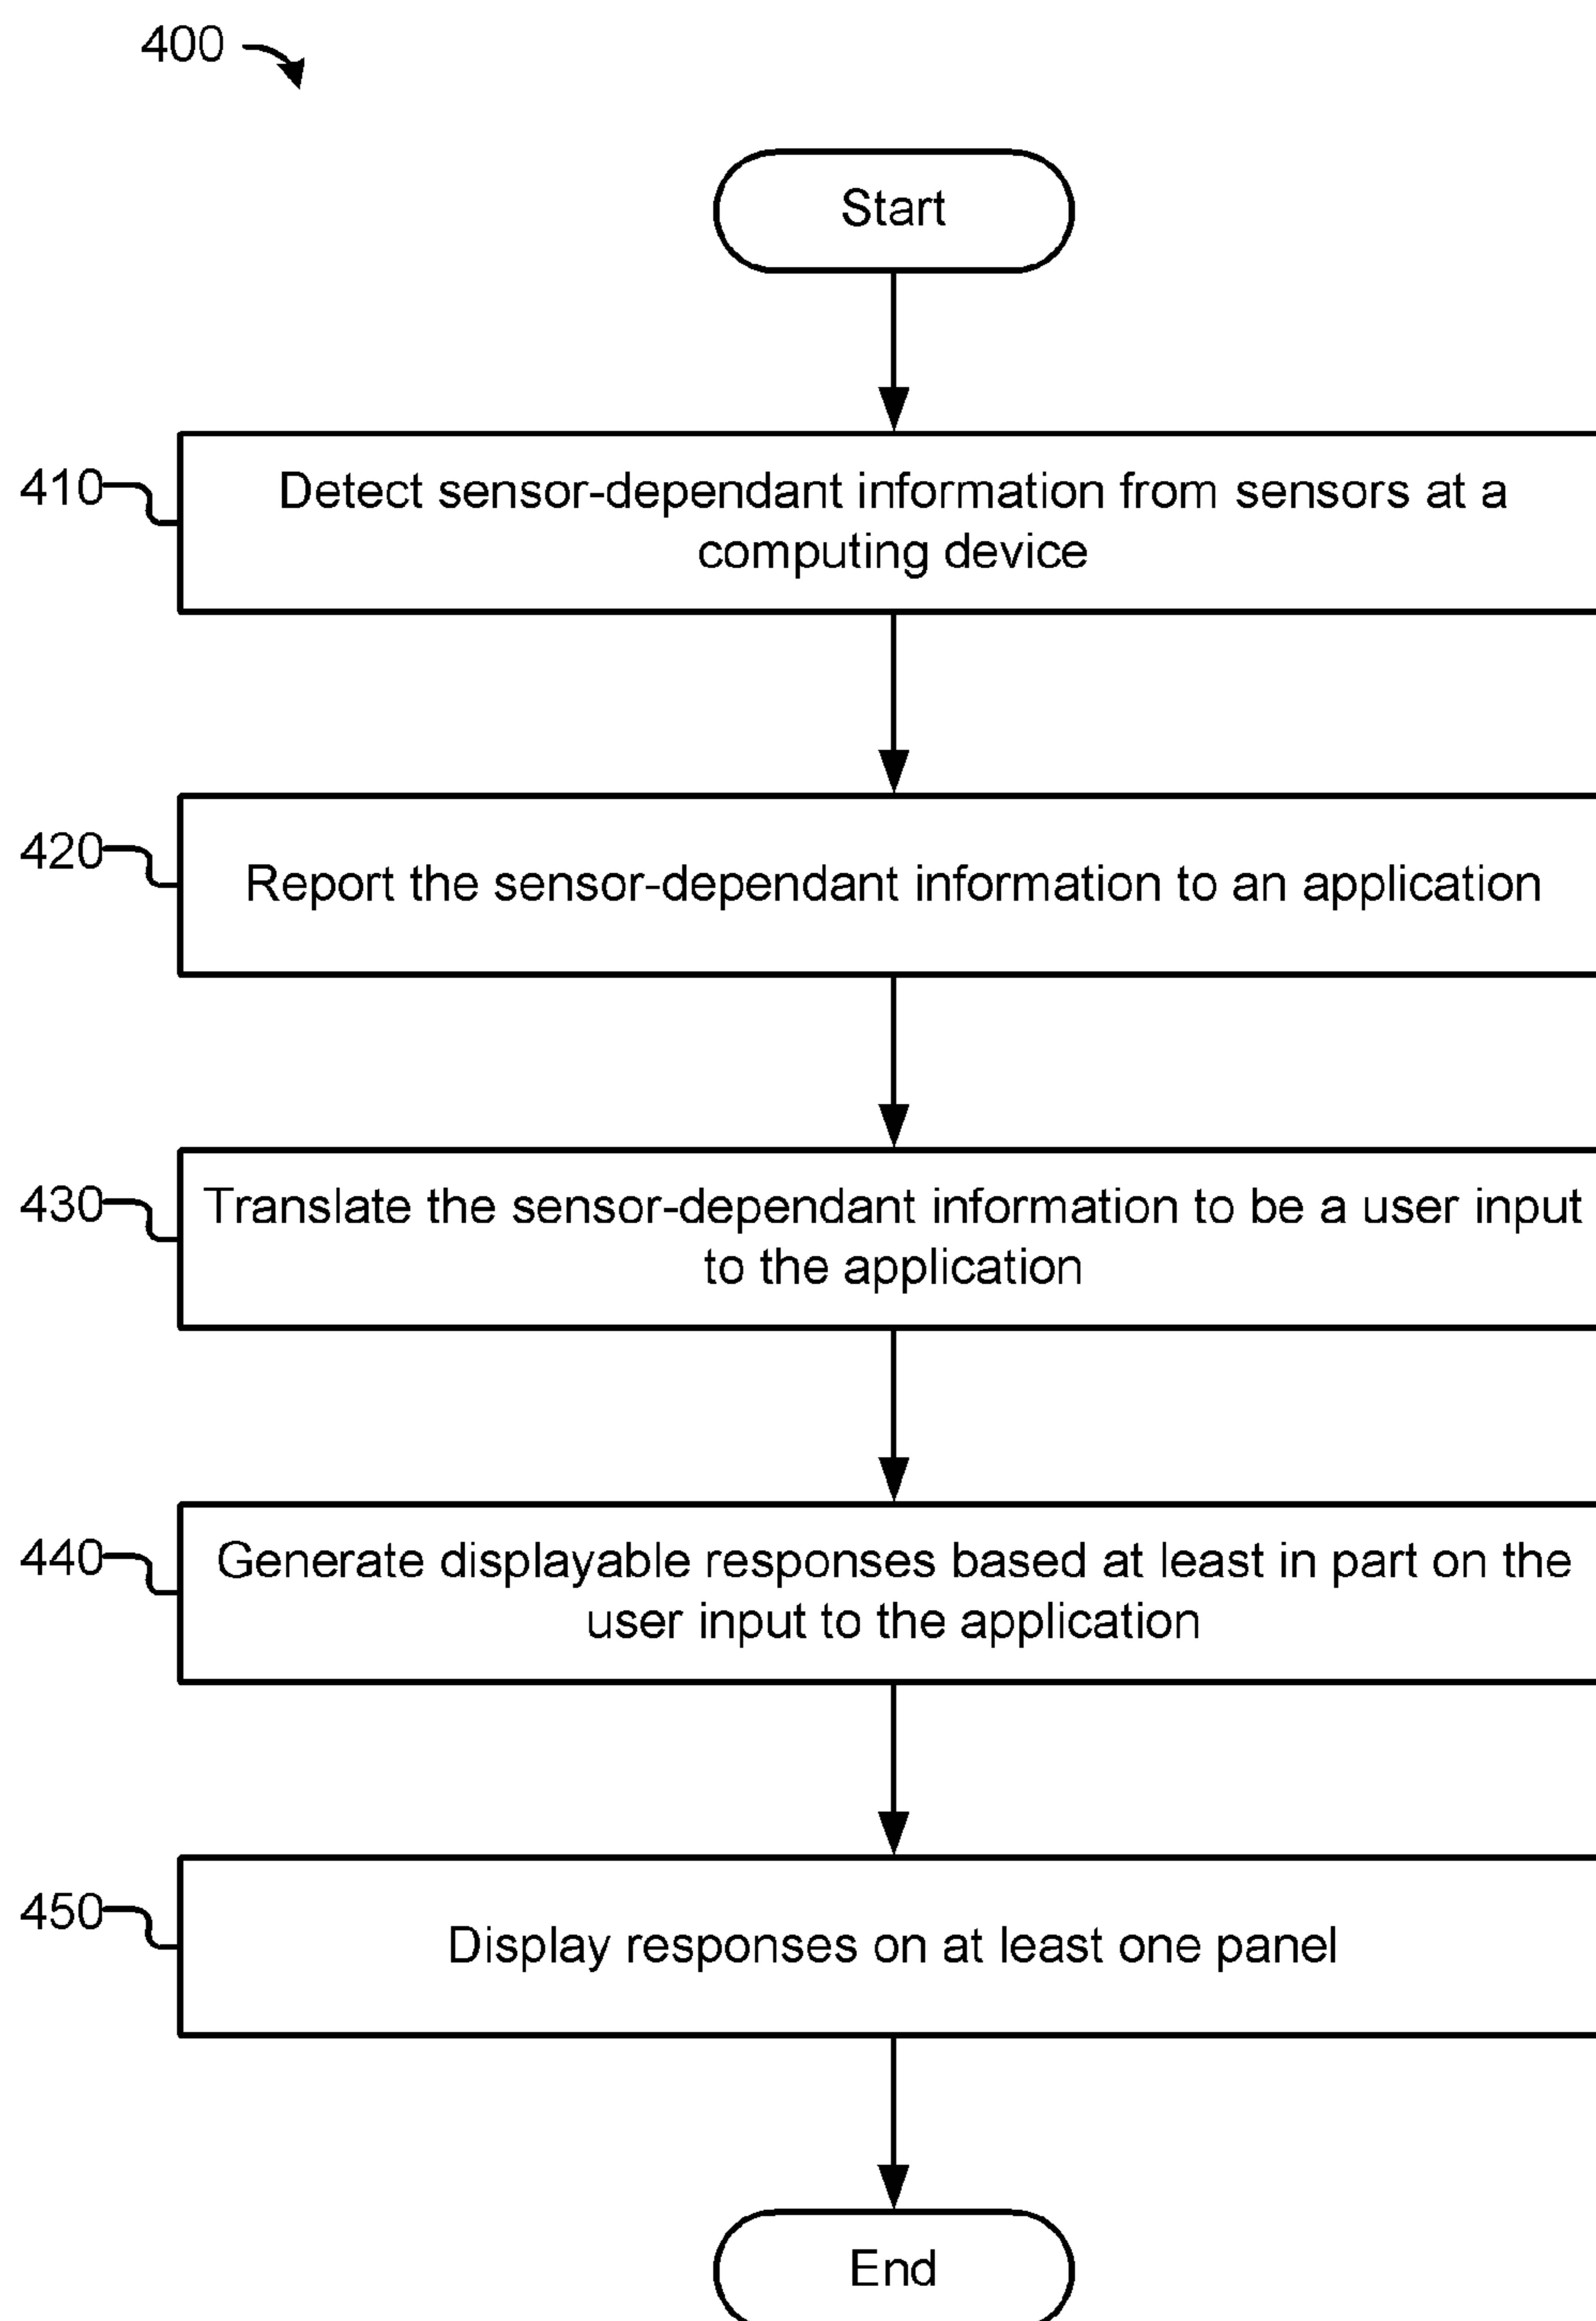 400
Start
410
Detect sensor-dependant information from sensors at a
computing device
420
Report the sensor-dependant information to an application
430
Translate the sensor-dependant information to be a user input
to the application
440
Generate displayable responses based at least in part on the
user input to the application
450
Display responses on at least one panel
End